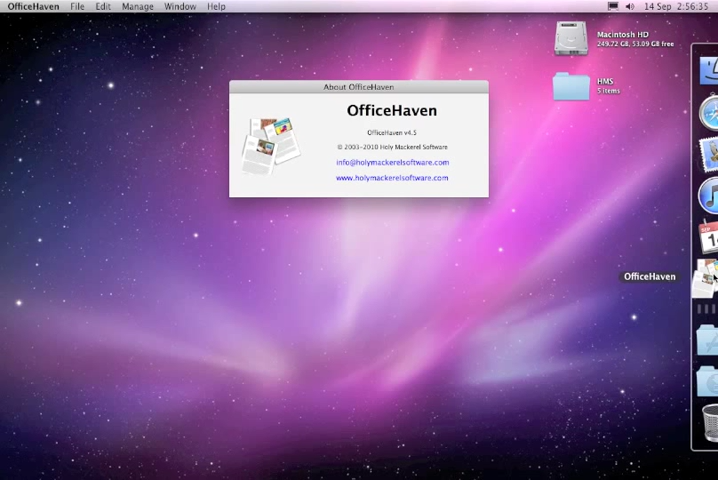 OfficeHaven File Edit Manage Window Help 14 Sep 2:56:35
Macintosh HD
249.72 GB, 53.09 GB free
HMS
5 items
About OfficeHaven
OfficeHaven
OfficeHaven v4.5
© 2003-2010 Holy Mackerel Software
info@holymackerelsoftware.com
www.holymackerelsoftware.com
SEP
OfficeHaven